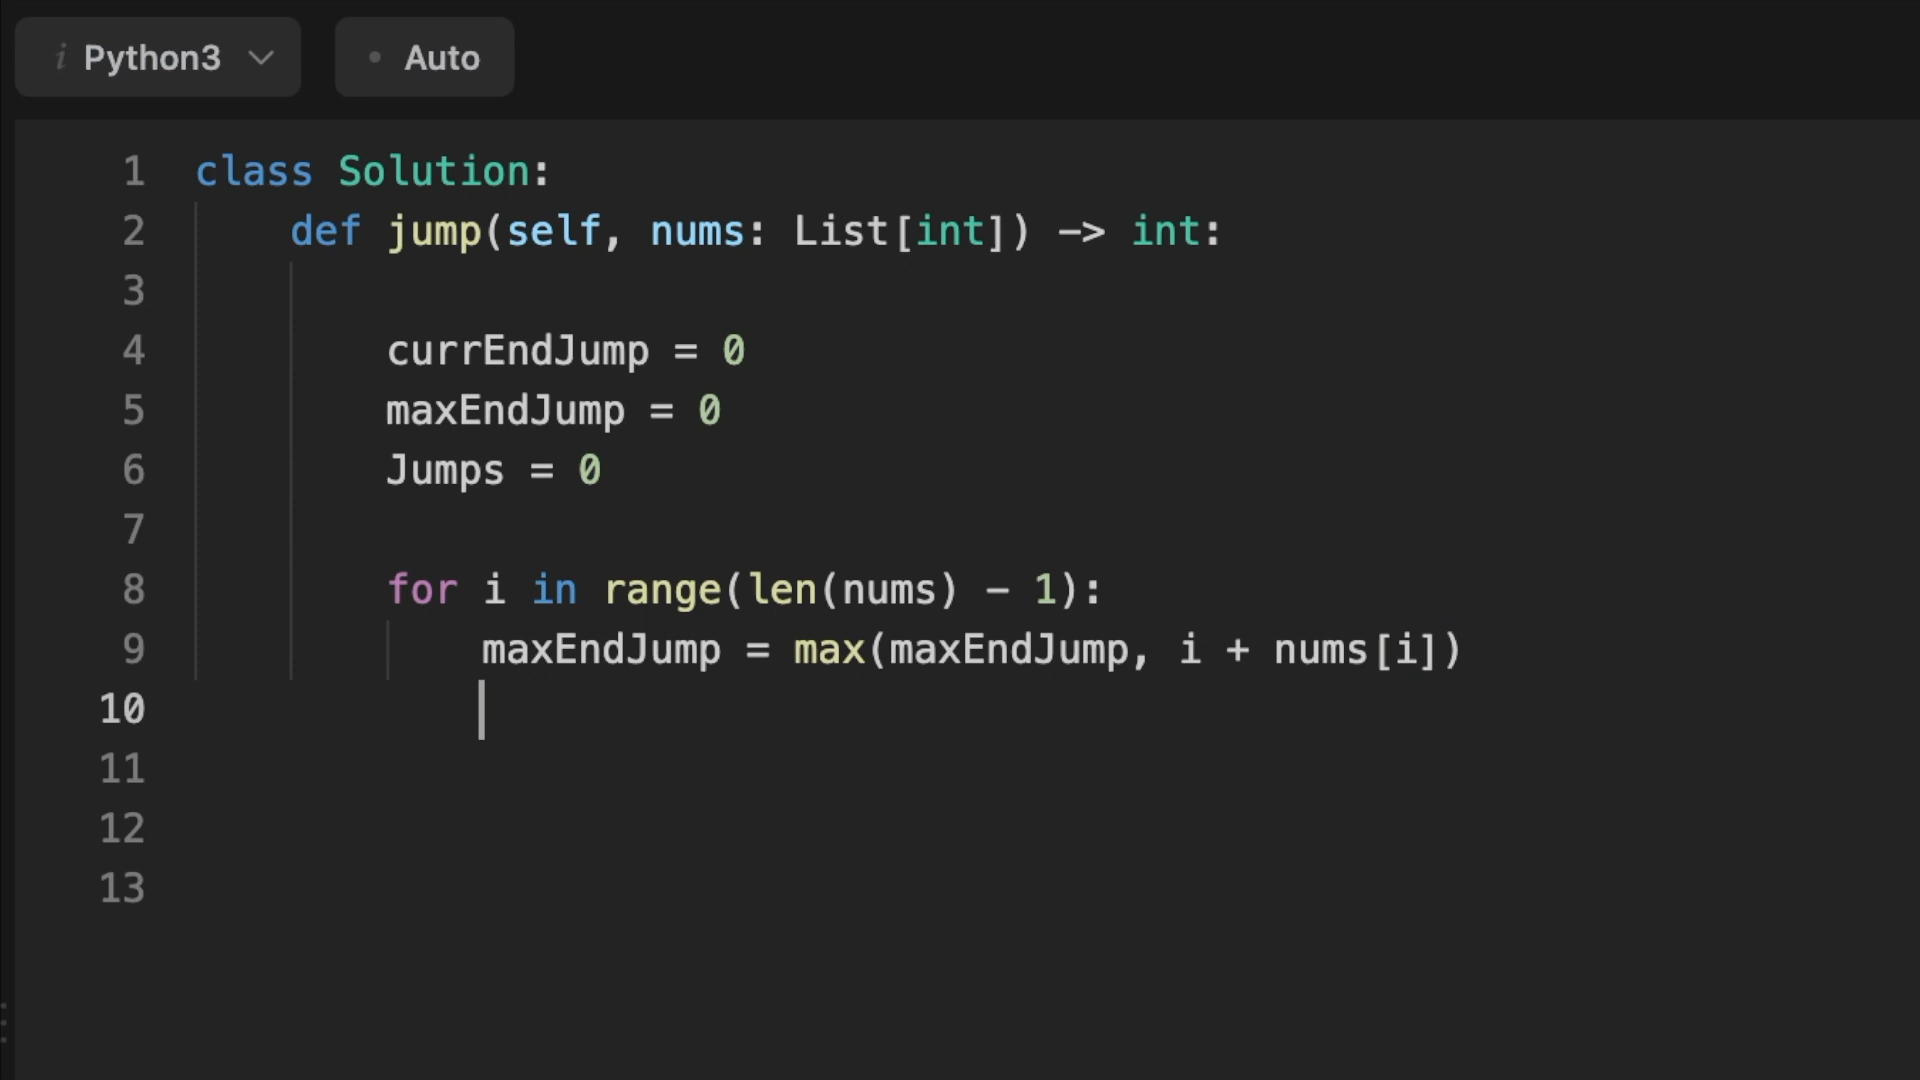 i Python3 Auto
1 class Solution:
2 def jump(self, nums: List[int]) -> int:
3
4 currEndJump = 0
5 maxEndJump = 0
6 Jumps = 0
7
8 for i in range(len(nums) - 1):
9 maxEndJump = max(maxEndJump, i + nums[i])
10
11
12
13